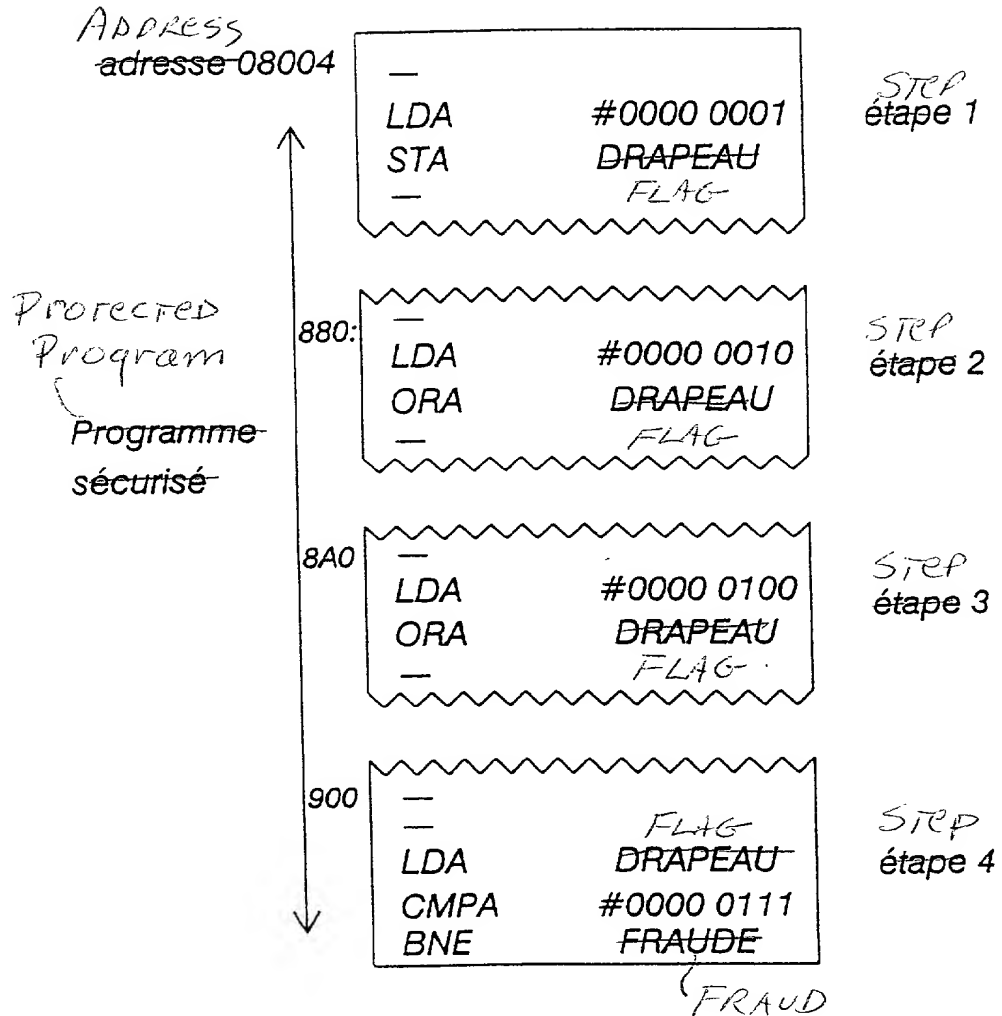 ADDRESS
adresse 08004
—
LDA #0000 0001
STA DRAPEAU
— FLAG
STEP
étape 1
Protected
Program
Programme
sécurisé
880:
—
LDA #0000 0010
ORA DRAPEAU
— FLAG
STEP
étape 2
8A0
—
LDA #0000 0100
ORA DRAPEAU
— FLAG
STEP
étape 3
900
—
— FLAG
LDA DRAPEAU
CMPA #0000 0111
BNE FRAUDE
FRAUD
STEP
étape 4